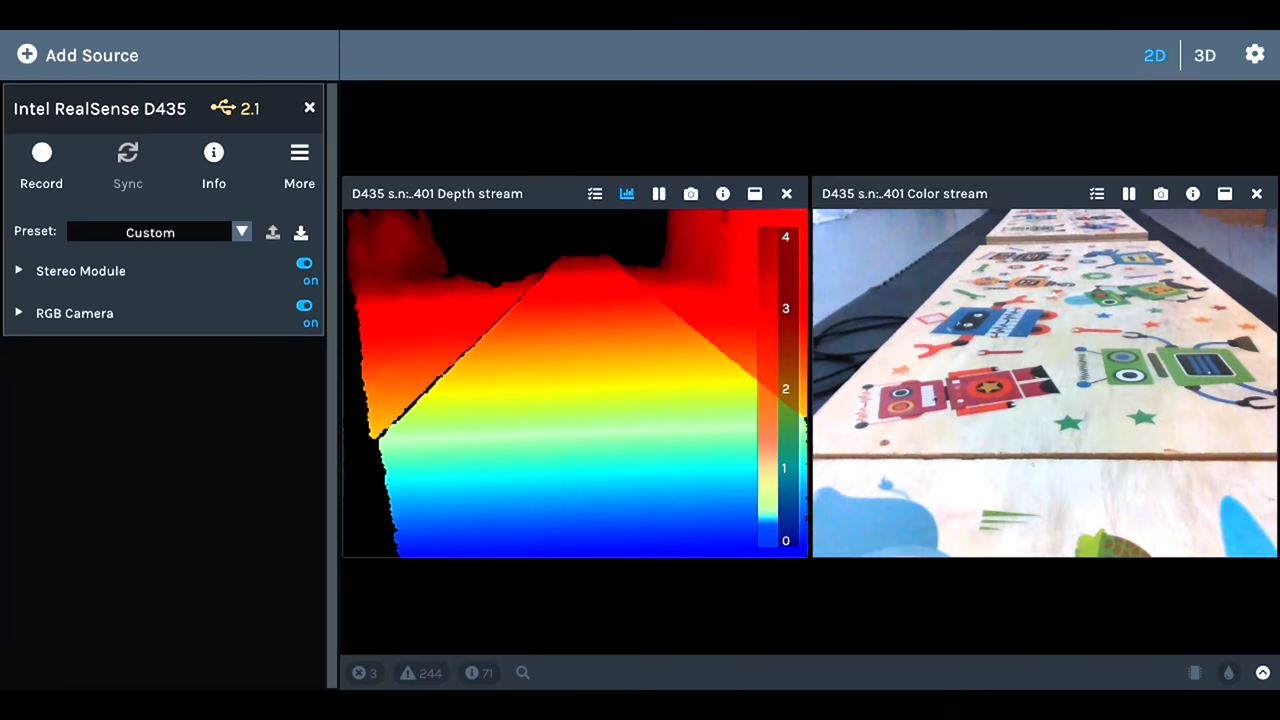 Add Source
2D
3D
Intel RealSense D435
2.1
Record
Sync
Info
More
Preset:
Custom
Stereo Module
on
RGB Camera
on
D435 s.n:..401 Depth stream
4
3
2
1
0
D435 s.n:..401 Color stream
3
244
71